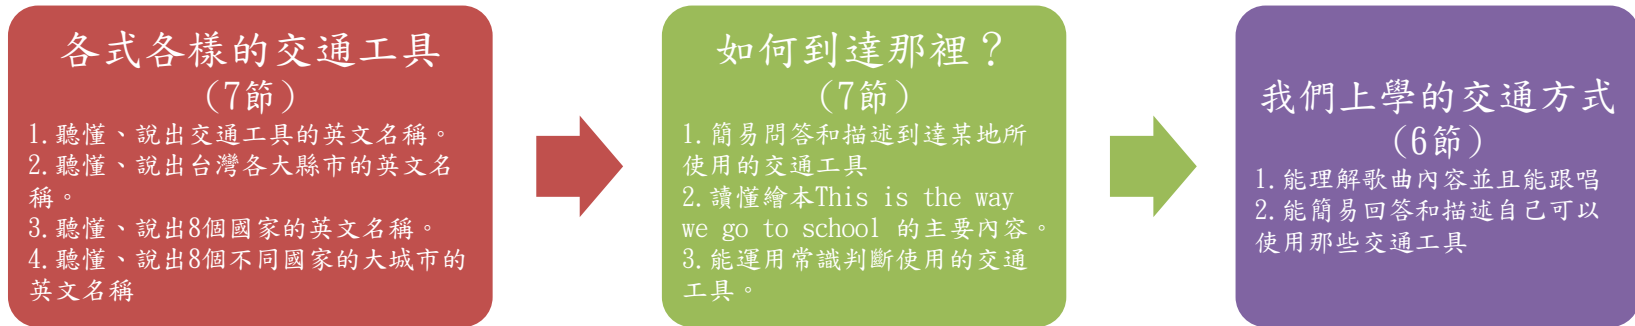 各式各樣的交通工具
(7節)
1.聽懂、說出交通工具的英文名稱。
2.聽懂、說出台灣各大縣市的英文名
稱。
3.聽懂、說出8個國家的英文名稱。
4.聽懂、說出8個不同國家的大城市的
英文名稱
如何到達那裡？
(7節)
1.簡易問答和描述到達某地所
使用的交通工具
2.讀懂繪本This is the way
we go to school 的主要內容。
3.能運用常識判斷使用的交通
工具。
我們上學的交通方式
(6節)
1.能理解歌曲內容並且能跟唱
2.能簡易回答和描述自己可以
使用那些交通工具